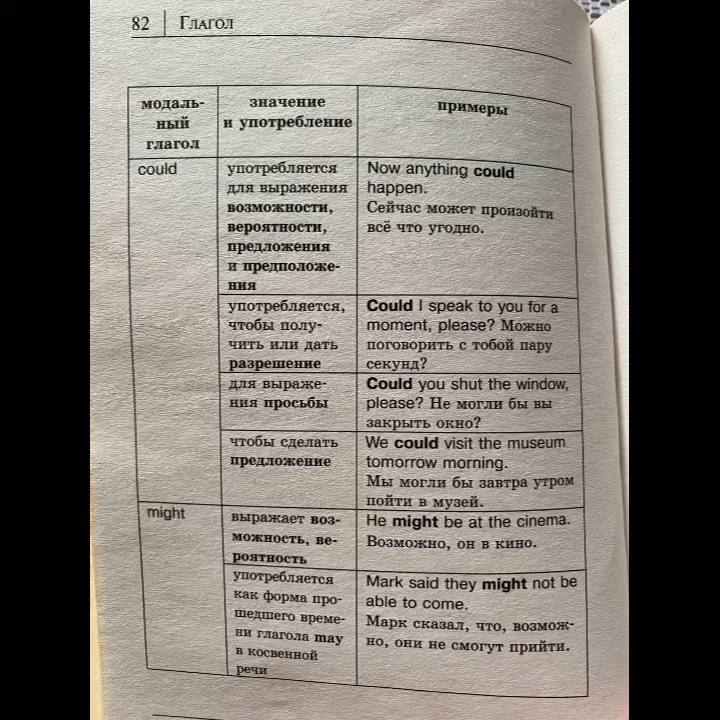 82 | Глагол
модаль-
ный
глагол
значение
и употребление
примеры
could
употребляется
для выражения
возможности,
вероятности,
предложения
и предположе-
ния
Now anything could
happen.
Сейчас может произойти
всё что угодно.
употребляется,
чтобы полу-
чить или дать
разрешение
Could I speak to you for a
moment, please? Можно
поговорить с тобой пару
секунд?
для выраже-
ния просьбы
Could you shut the window,
please? Не могли бы вы
закрыть окно?
чтобы сделать
предложение
We could visit the museum
tomorrow morning.
Мы могли бы завтра утром
пойти в музей.
might
выражает воз-
можность, ве-
роятность
He might be at the cinema.
Возможно, он в кино.
употребляется
как форма про-
шедшего време-
ни глагола may
в косвенной
речи
Mark said they might not be
able to come.
Марк сказал, что, возмож-
но, они не смогут прийти.